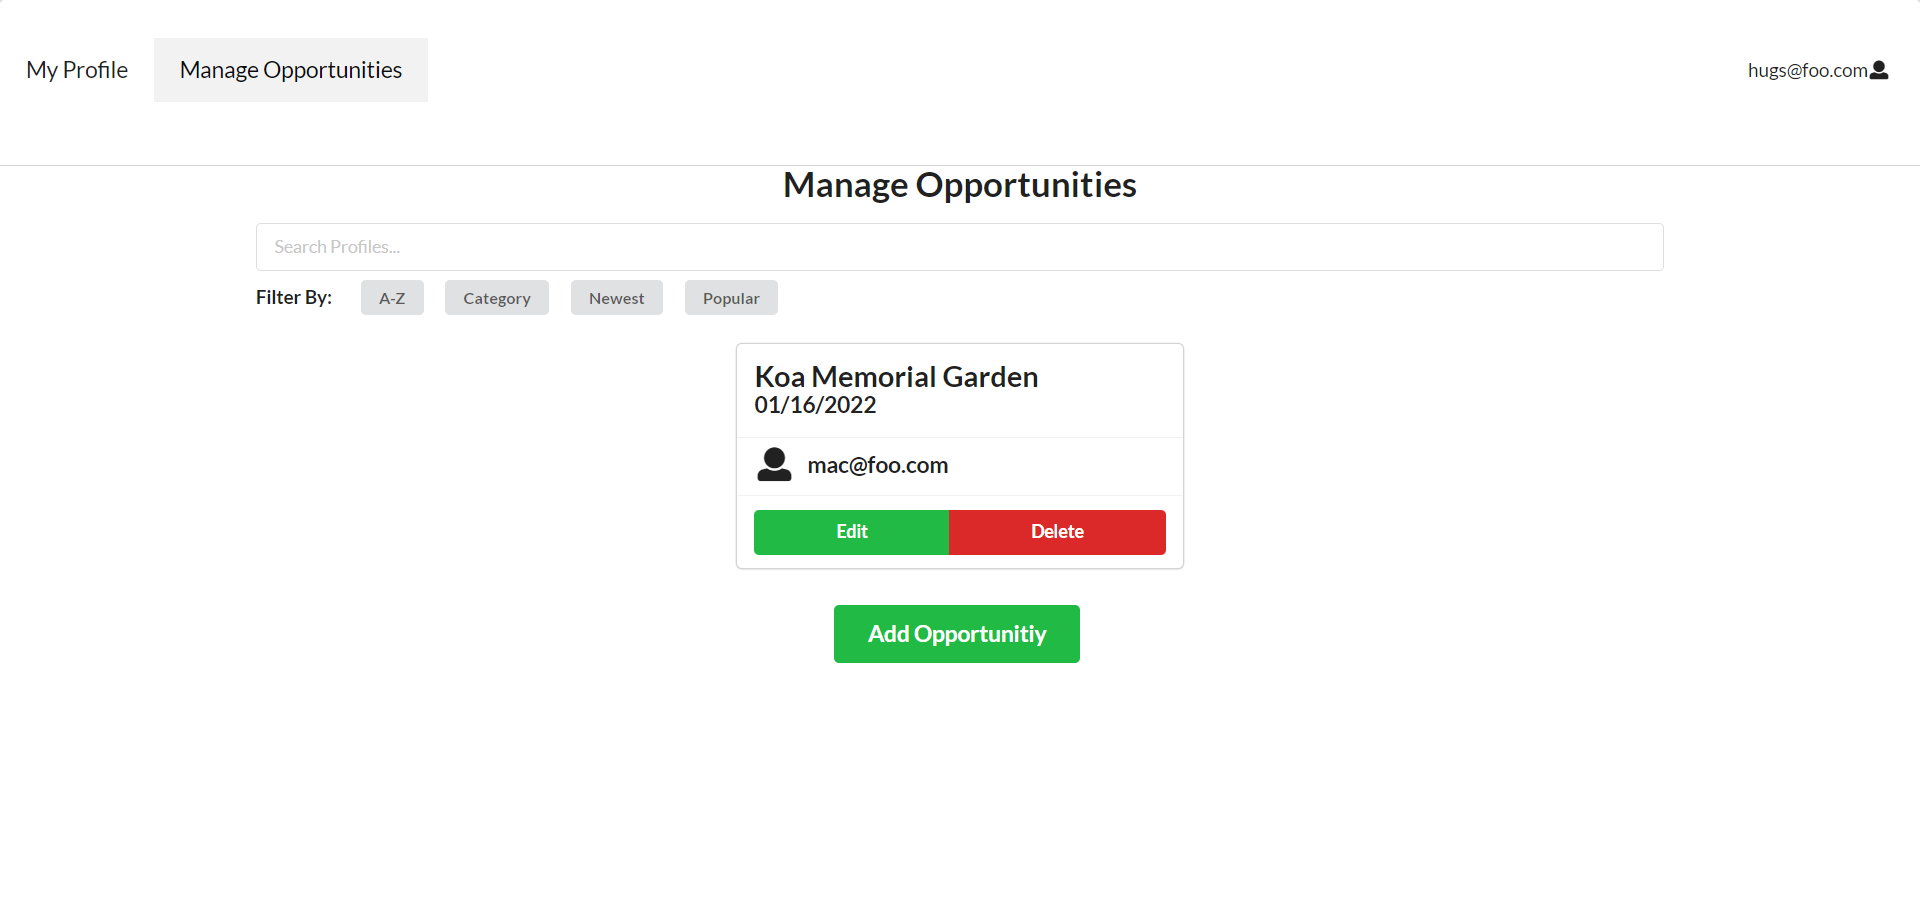 My Profile Manage Opportunities hugs@foo.com
Manage Opportunities
Search Profiles...
Filter By: A-Z Category Newest Popular
Koa Memorial Garden
01/16/2022
mac@foo.com
Edit Delete
Add Opportunitiy